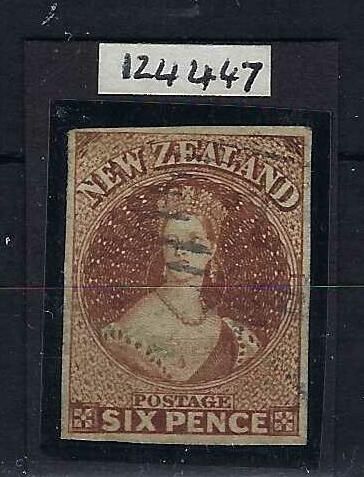 124447
NEW ZEALAND
POSTAGE
SIX PENCE